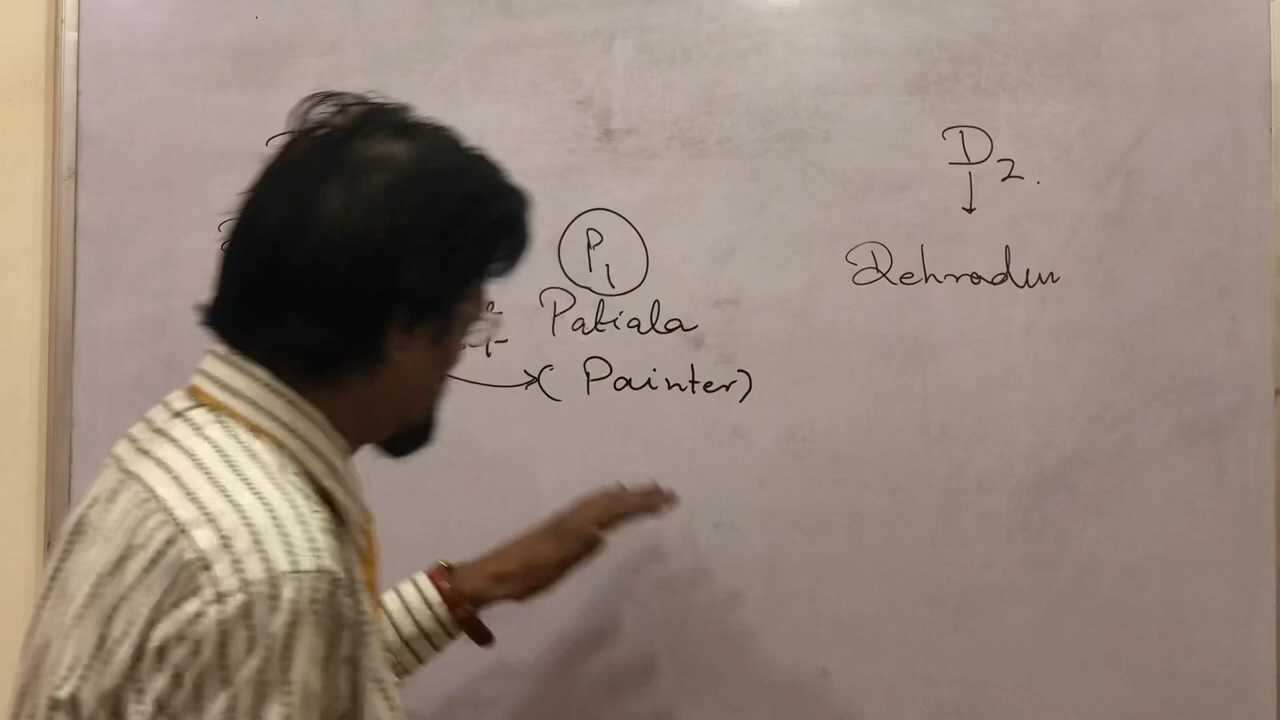 D2.
P1
Patiala
(Painter)
Dehradun